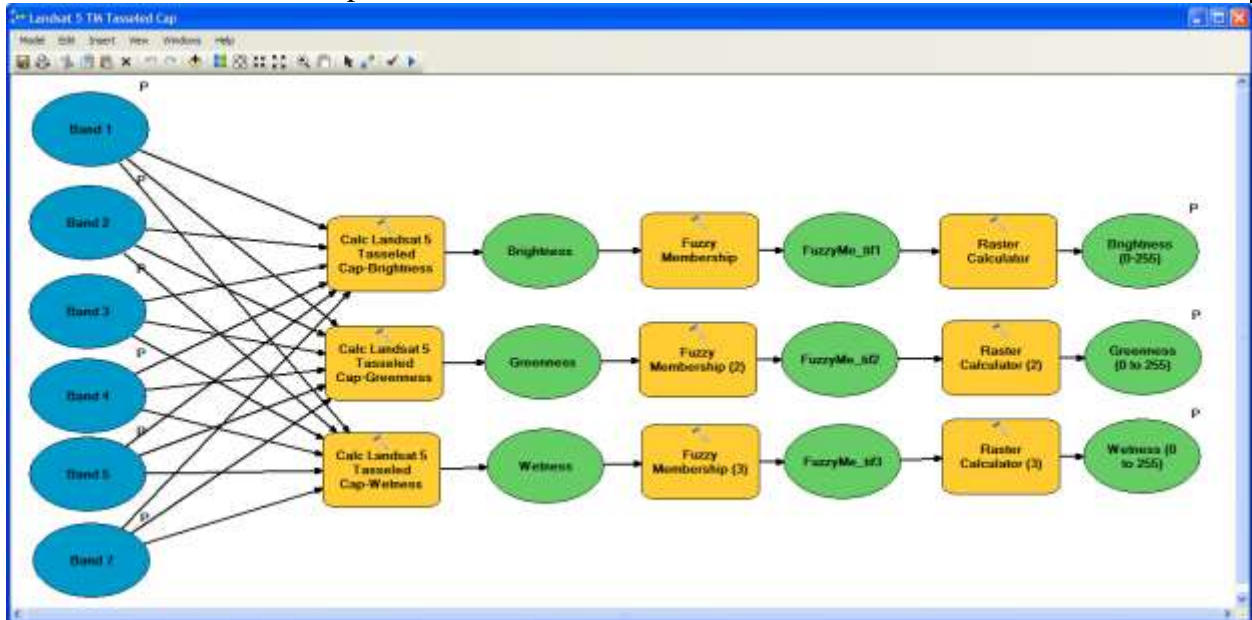 Landsat 5 TM Tasseled Cap
Model Edit Insert View Windows Help
P
Band 1
P
Band 2
P
Band 3
P
Band 4
P
Band 5
P
Band 7
Calc Landsat 5
Tasseled
Cap-Brightness
Brightness
Fuzzy
Membership
FuzzyMe_tif1
Raster
Calculator
P
Brightness
(0-255)
Calc Landsat 5
Tasseled
Cap-Greenness
Greenness
Fuzzy
Membership (2)
FuzzyMe_tif2
Raster
Calculator (2)
P
Greenness
(0 to 255)
Calc Landsat 5
Tasseled
Cap-Wetness
Wetness
Fuzzy
Membership (3)
FuzzyMe_tif3
Raster
Calculator (3)
P
Wetness (0
to 255)